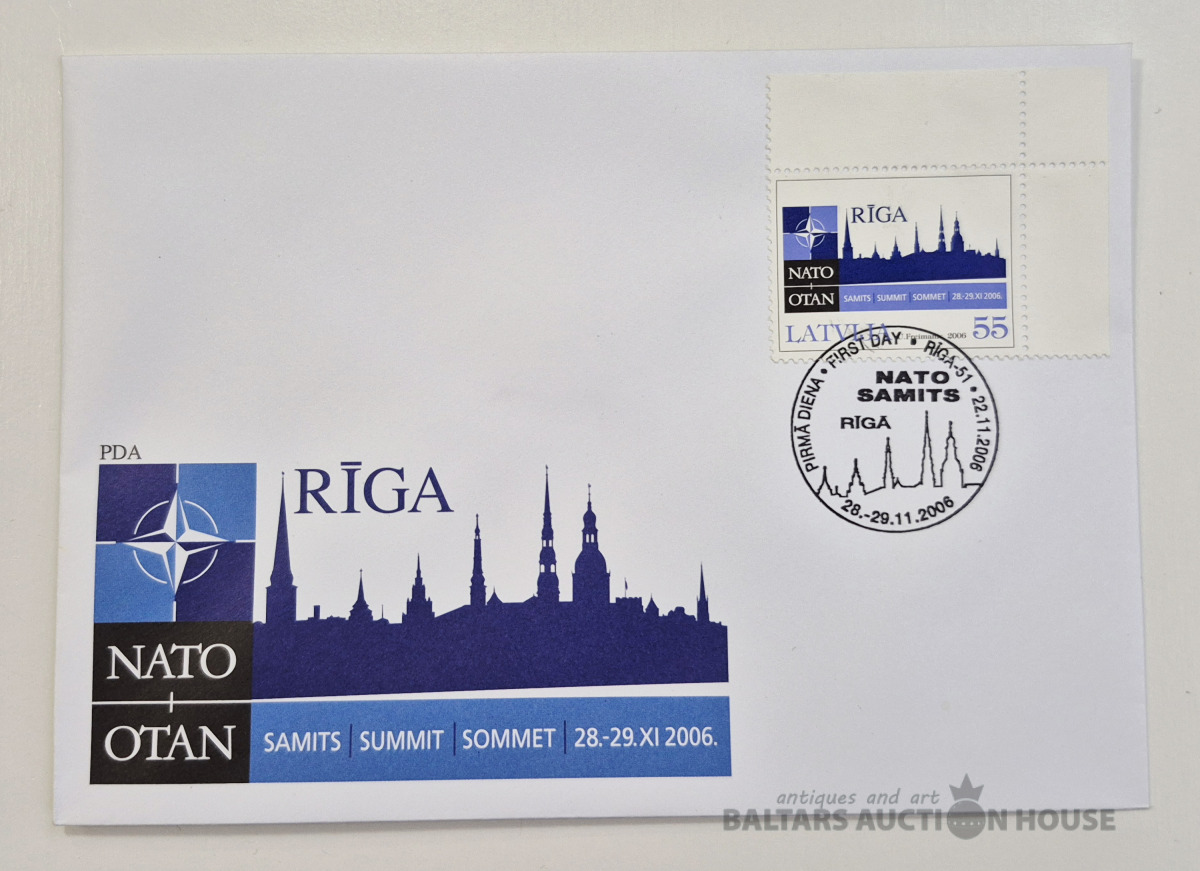 RĪGA
NATO
OTAN
SAMITS | SUMMIT | SOMMET | 28.-29.XI 2006.
LATVIJA
U.Freimane 2006
55
PIRMĀ DIENA • FIRST DAY • RĪGA-51 • 22.11.2006
NATO
SAMITS
RĪGĀ
28.-29.11.2006
PDA
RĪGA
NATO
OTAN
SAMITS | SUMMIT | SOMMET | 28.-29.XI 2006.
antiques and art
BALTARS AUCTION HOUSE